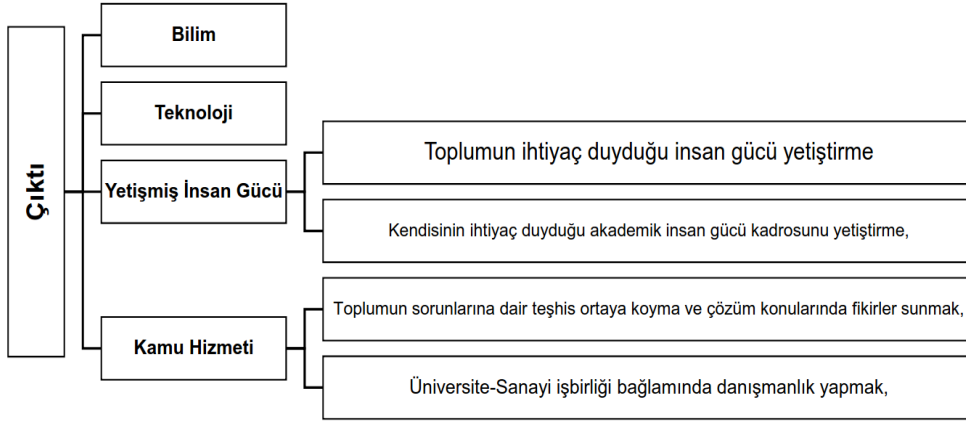 Çıktı
Bilim
Teknoloji
Yetişmiş İnsan Gücü
Toplumun ihtiyaç duyduğu insan gücü yetiştirme
Kendisinin ihtiyaç duyduğu akademik insan gücü kadrosunu yetiştirme,
Kamu Hizmeti
Toplumun sorunlarına dair teşhis ortaya koyma ve çözüm konularında fikirler sunmak,
Üniversite-Sanayi işbirliği bağlamında danışmanlık yapmak,